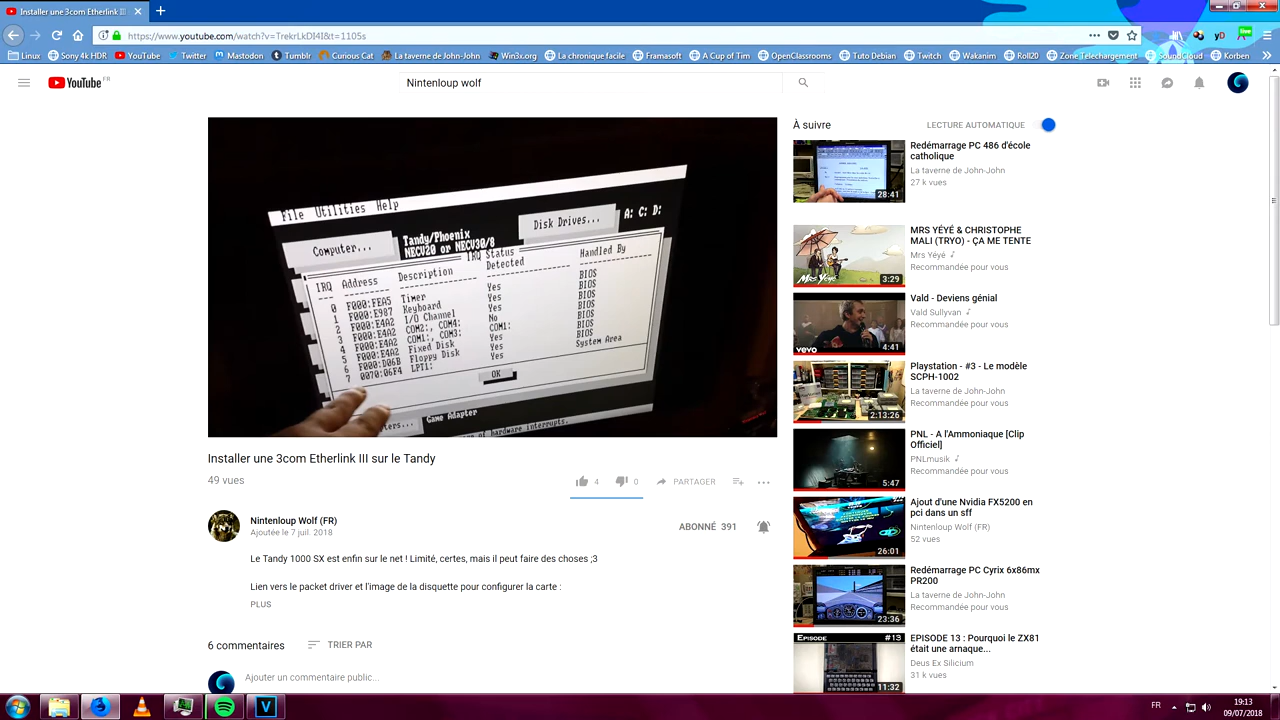 Installer une 3com Etherlink III
https://www.youtube.com/watch?v=TrekrLkDI4I&t=1105s
Linux
Sony 4k HDR
YouTube
Twitter
Mastodon
Tumblr
Curious Cat
La taverne de John-John
Win3x.org
La chronique facile
Framasoft
A Cup of Tim
OpenClassrooms
Tuto Debian
Twitch
Wakanim
Roll20
Zone Telechargement
SoundCloud
Korben
yD
live
YouTube FR
Nintenloup wolf
File Utilities Help
Computer...
Tandy/Phoenix
NECV20 or NECV30/8
Disk Drives...
A: C: D:
IRQ Status
IRQ Address Description Detected Handled By
0 F000:FEA5 Timer Yes BIOS
1 F000:E987 Keyboard Yes BIOS
2 F000:E4A2 I/O Channel Yes BIOS
3 F000:E4A2 COM2:, COM4: No BIOS
4 F000:E4A2 COM1:, COM3: COM1: BIOS
5 F000:E4A2 Fixed Disk Yes BIOS
6 Floppy Disk Yes BIOS
7 0070:06F4 LPT1: Yes System Area
OK
Game Adapter
of hardware interrupts.
Installer une 3com Etherlink III sur le Tandy
49 vues
4
0
PARTAGER
Nintenloup Wolf (FR)
Ajoutée le 7 juil. 2018
ABONNÉ 391
Le Tandy 1000 SX est enfin sur le net ! Limité, certes, mais il peut faire des choses ;3
Lien vers le packet driver et l'image de la disquette pour configurer la carte :
PLUS
6 commentaires
TRIER PAR
Ajouter un commentaire public...
À suivre
LECTURE AUTOMATIQUE
28:41
Redémarrage PC 486 d'école
catholique
La taverne de John-John
27 k vues
Mrs Yéyé
3:29
MRS YÉYÉ & CHRISTOPHE
MALI (TRYO) - ÇA ME TENTE
Mrs Yéyé
Recommandée pour vous
vevo
4:41
Vald - Deviens génial
Vald Sullyvan
Recommandée pour vous
2:13:26
Playstation - #3 - Le modèle
SCPH-1002
La taverne de John-John
Recommandée pour vous
5:47
PNL - A l'Ammoniaque [Clip
Officiel]
PNLmusik
Recommandée pour vous
26:01
Ajout d'une Nvidia FX5200 en
pci dans un sff
Nintenloup Wolf (FR)
52 vues
23:36
Redémarrage PC Cyrix 6x86mx
PR200
La taverne de John-John
Recommandée pour vous
EPISODE #13
11:32
EPISODE 13 : Pourquoi le ZX81
était une arnaque...
Deus Ex Silicium
31 k vues
FR
19:13
09/07/2018